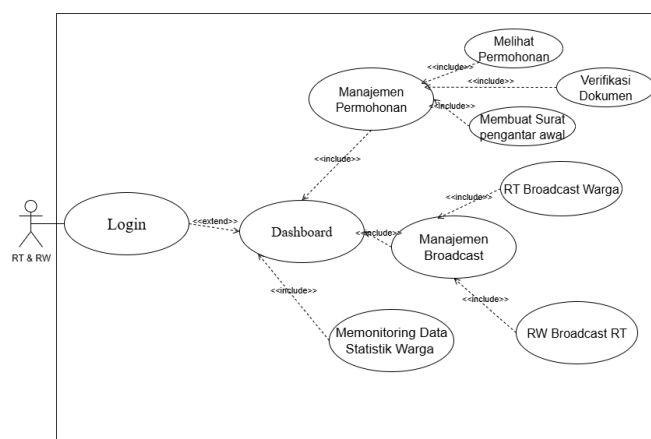 Melihat
Permohonan
<<include>>
<<include>>
Verifikasi
Dokumen
Manajemen
Permohonan
<<include>>
Membuat Surat
pengantar awal
<<include>>
RT Broadcast Warga
<<include>>
Login
<<extend>>
Dashboard
<<include>>
Manajemen
Broadcast
RT & RW
<<include>>
<<include>>
Memonitoring Data
Statistik Warga
RW Broadcast RT